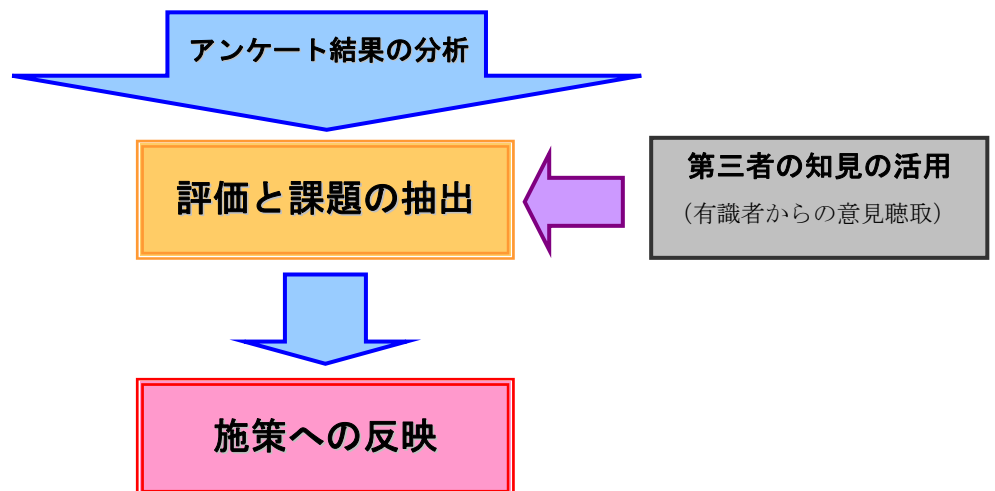 アンケート結果の分析
評価と課題の抽出
第三者の知見の活用
（有識者からの意見聴取）
施策への反映